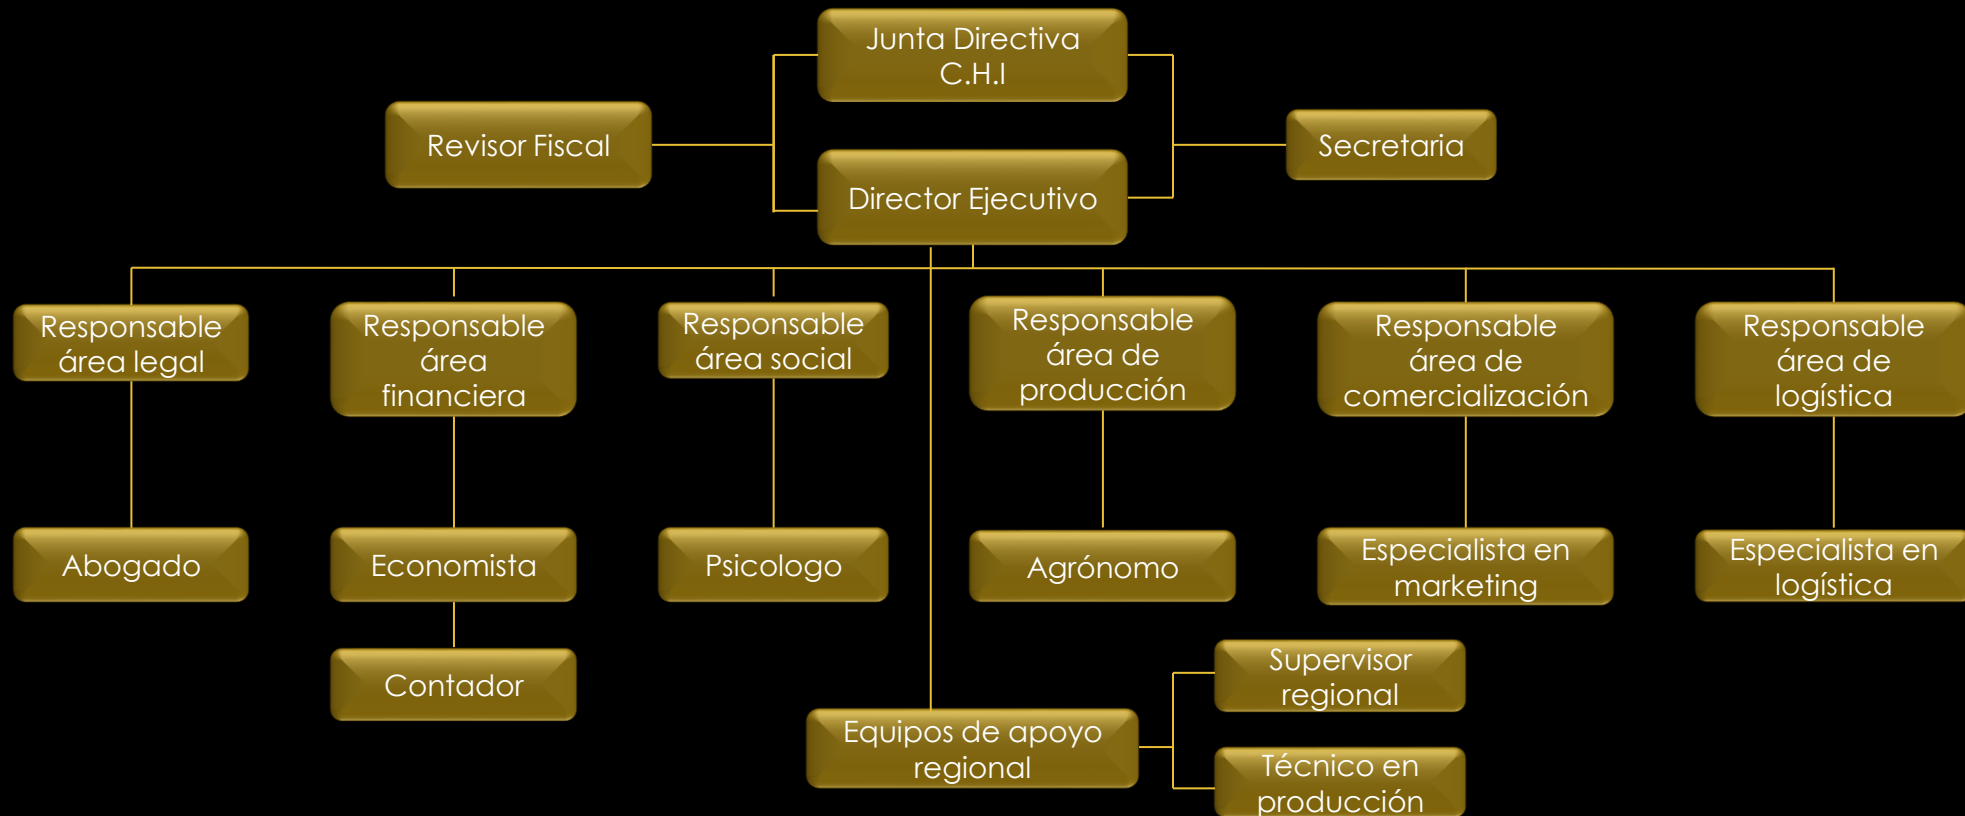 Junta Directiva
C.H.I
Revisor Fiscal
Secretaria
Director Ejecutivo
Responsable
área legal
Responsable
área
financiera
Responsable
área social
Responsable
área de
producción
Responsable
área de
comercialización
Responsable
área de
logística
Abogado
Economista
Psicologo
Agrónomo
Especialista en
marketing
Especialista en
logística
Contador
Equipos de apoyo
regional
Supervisor
regional
Técnico en
producción